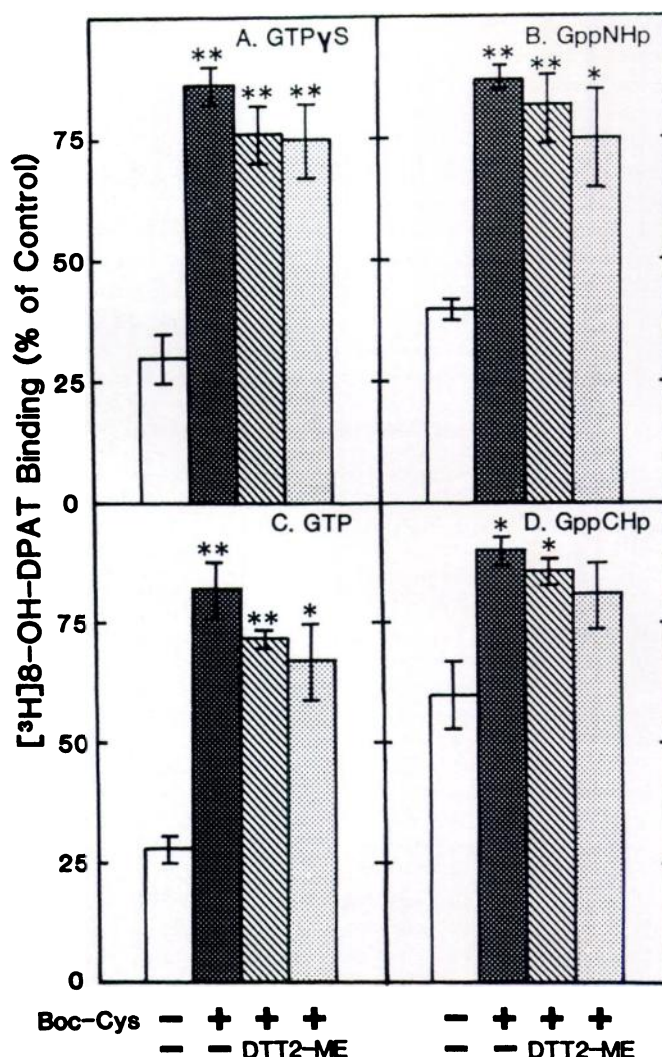 A. GTPγS
B. GppNHp
** ** **
** ** *
75
50
25
0
[³H]8-OH-DPAT Binding (% of Control)
C. GTP
D. GppCHp
** ** *
* *
75
50
25
0
Boc-Cys − + + + − + + +
− − DTT 2-ME − − DTT 2-ME